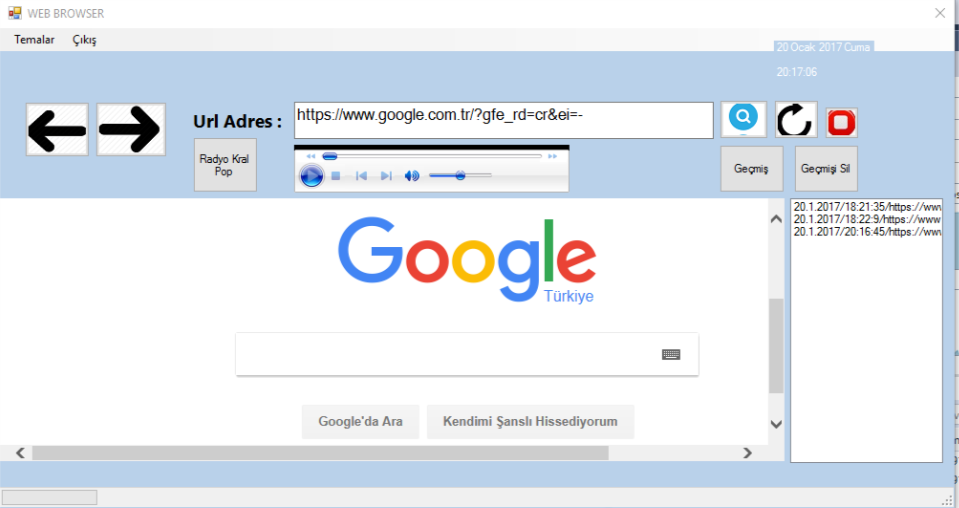 WEB BROWSER
Temalar Çıkış
20 Ocak 2017 Cuma
20:17:06
Url Adres :
https://www.google.com.tr/?gfe_rd=cr&ei=-
Radyo Kral
Pop
Geçmiş
Geçmişi Sil
20.1.2017/18:21:35/https://ww
20.1.2017/18:22:9/https://www
20.1.2017/20:16:45/https://ww
Google
Türkiye
Google'da Ara
Kendimi Şanslı Hissediyorum